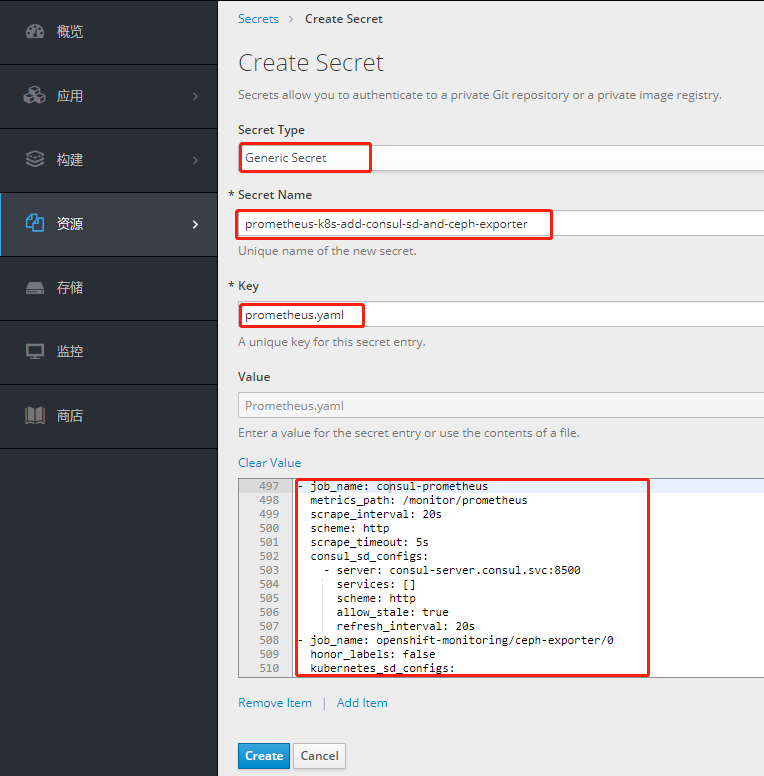 概览
应用
构建
资源
存储
监控
商店
Secrets > Create Secret
Create Secret
Secrets allow you to authenticate to a private Git repository or a private image registry.
Secret Type
Generic Secret
* Secret Name
prometheus-k8s-add-consul-sd-and-ceph-exporter
Unique name of the new secret.
* Key
prometheus.yaml
A unique key for this secret entry.
Value
Prometheus.yaml
Enter a value for the secret entry or use the contents of a file.
Clear Value
497 - job_name: consul-prometheus
498 metrics_path: /monitor/prometheus
499 scrape_interval: 20s
500 scheme: http
501 scrape_timeout: 5s
502 consul_sd_configs:
503 - server: consul-server.consul.svc:8500
504 services: []
505 scheme: http
506 allow_stale: true
507 refresh_interval: 20s
508 - job_name: openshift-monitoring/ceph-exporter/0
509 honor_labels: false
510 kubernetes_sd_configs:
Remove Item | Add Item
Create Cancel